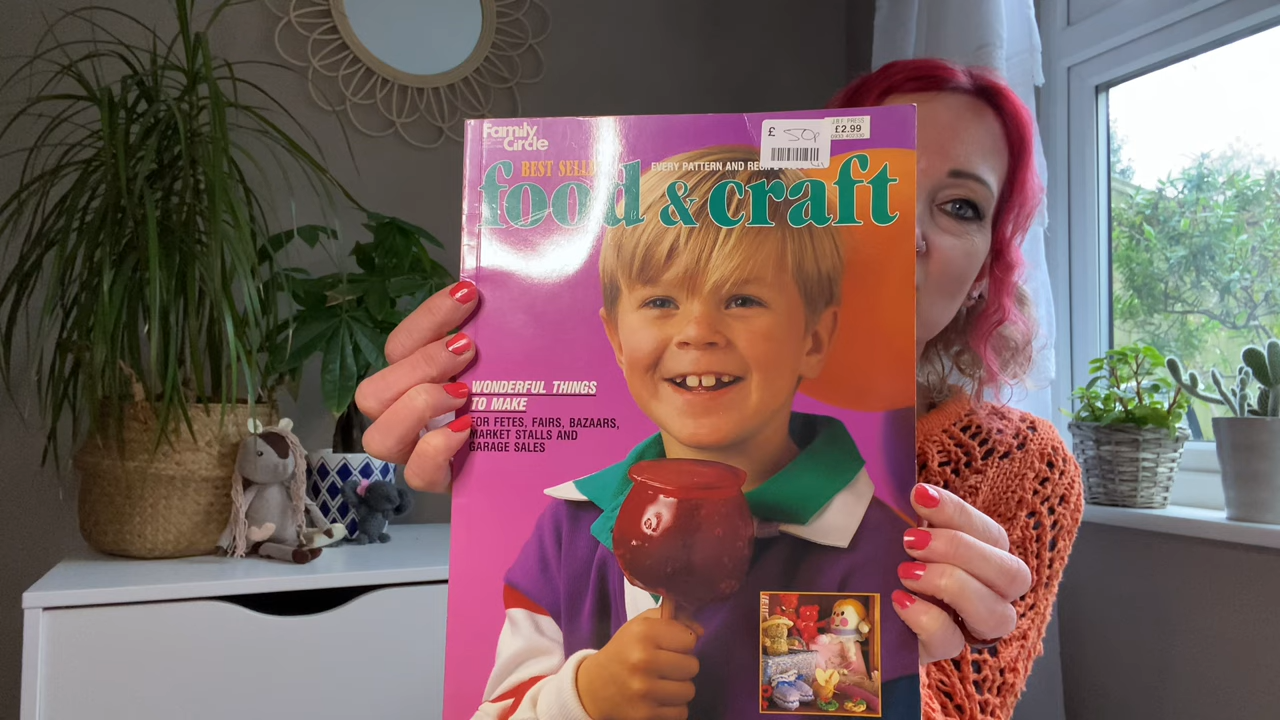 Family
Circle
£ 50p
J.B.F. PRESS
£2.99
BEST SELL
EVERY PATTERN AND
food & craft
WONDERFUL THINGS
TO MAKE
FOR FETES, FAIRS, BAZAARS,
MARKET STALLS AND
GARAGE SALES